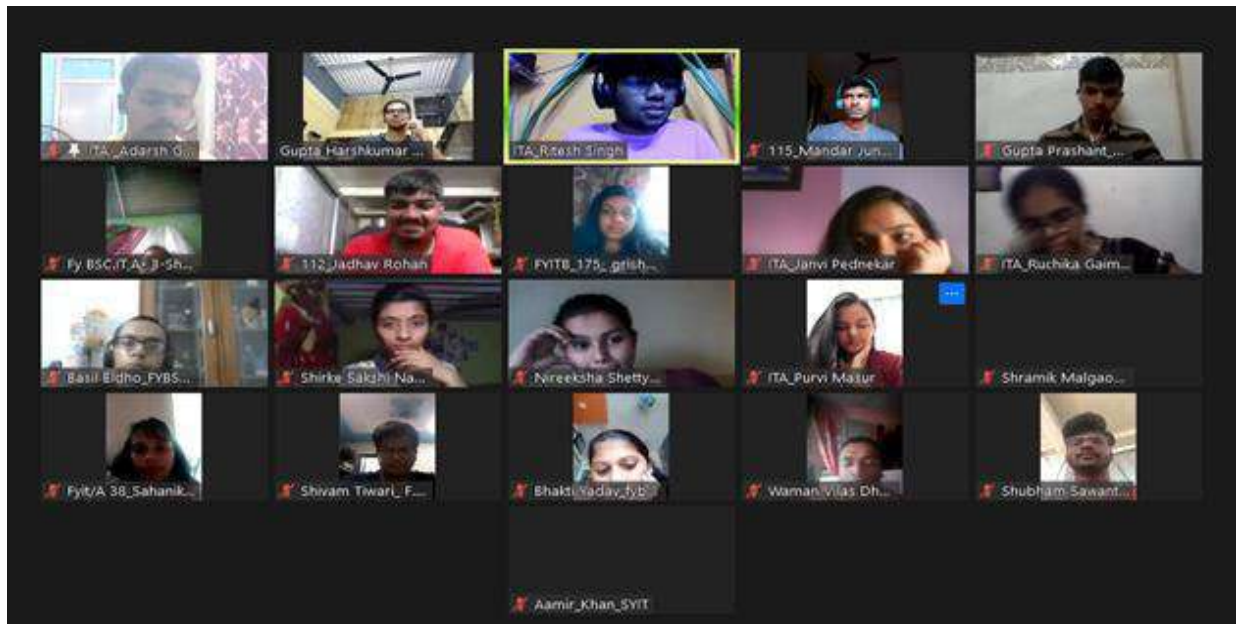 ITA_Adarsh G...
Gupta Harshkumar ...
ITA_Ritesh Singh
115_Mandar Jun...
Gupta Prashant_...
Fy BSC.IT A- 3-Sh...
112_Jadhav Rohan
FYITB_175_ grish...
ITA_Janvi Pednekar
ITA_Ruchika Gaim...
Basil Eldho_FYBS...
Shirke Sakshi Na...
Nireeksha Shetty...
ITA_Purvi Masur
Shramik Malgao...
Fyit/A 38_Sahanik...
Shivam Tiwari_ F...
Bhakti Yadav_fyb...
Waman Vilas Dh...
Shubham Sawant...
Aamir_Khan_SYIT